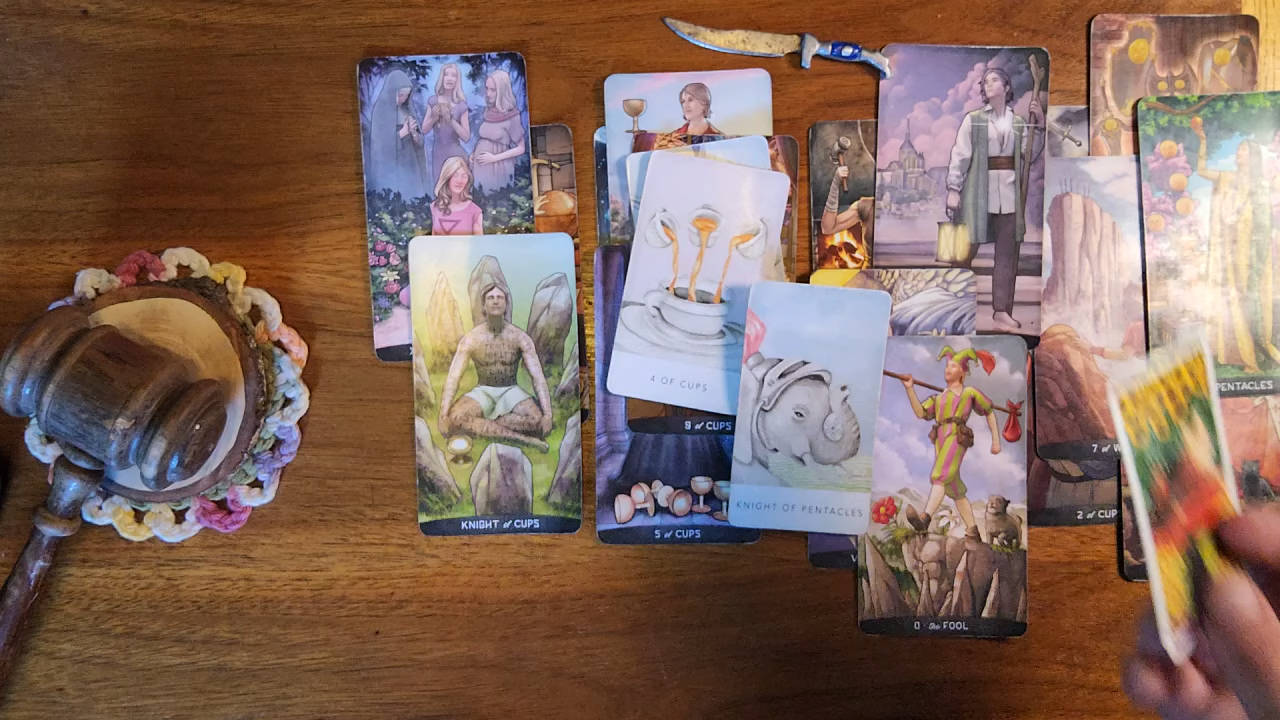 4 OF CUPS
PENTACLES
9 of CUPS
7 of W
KNIGHT OF PENTACLES
2 of CUP
KNIGHT of CUPS
5 of CUPS
0 · the FOOL